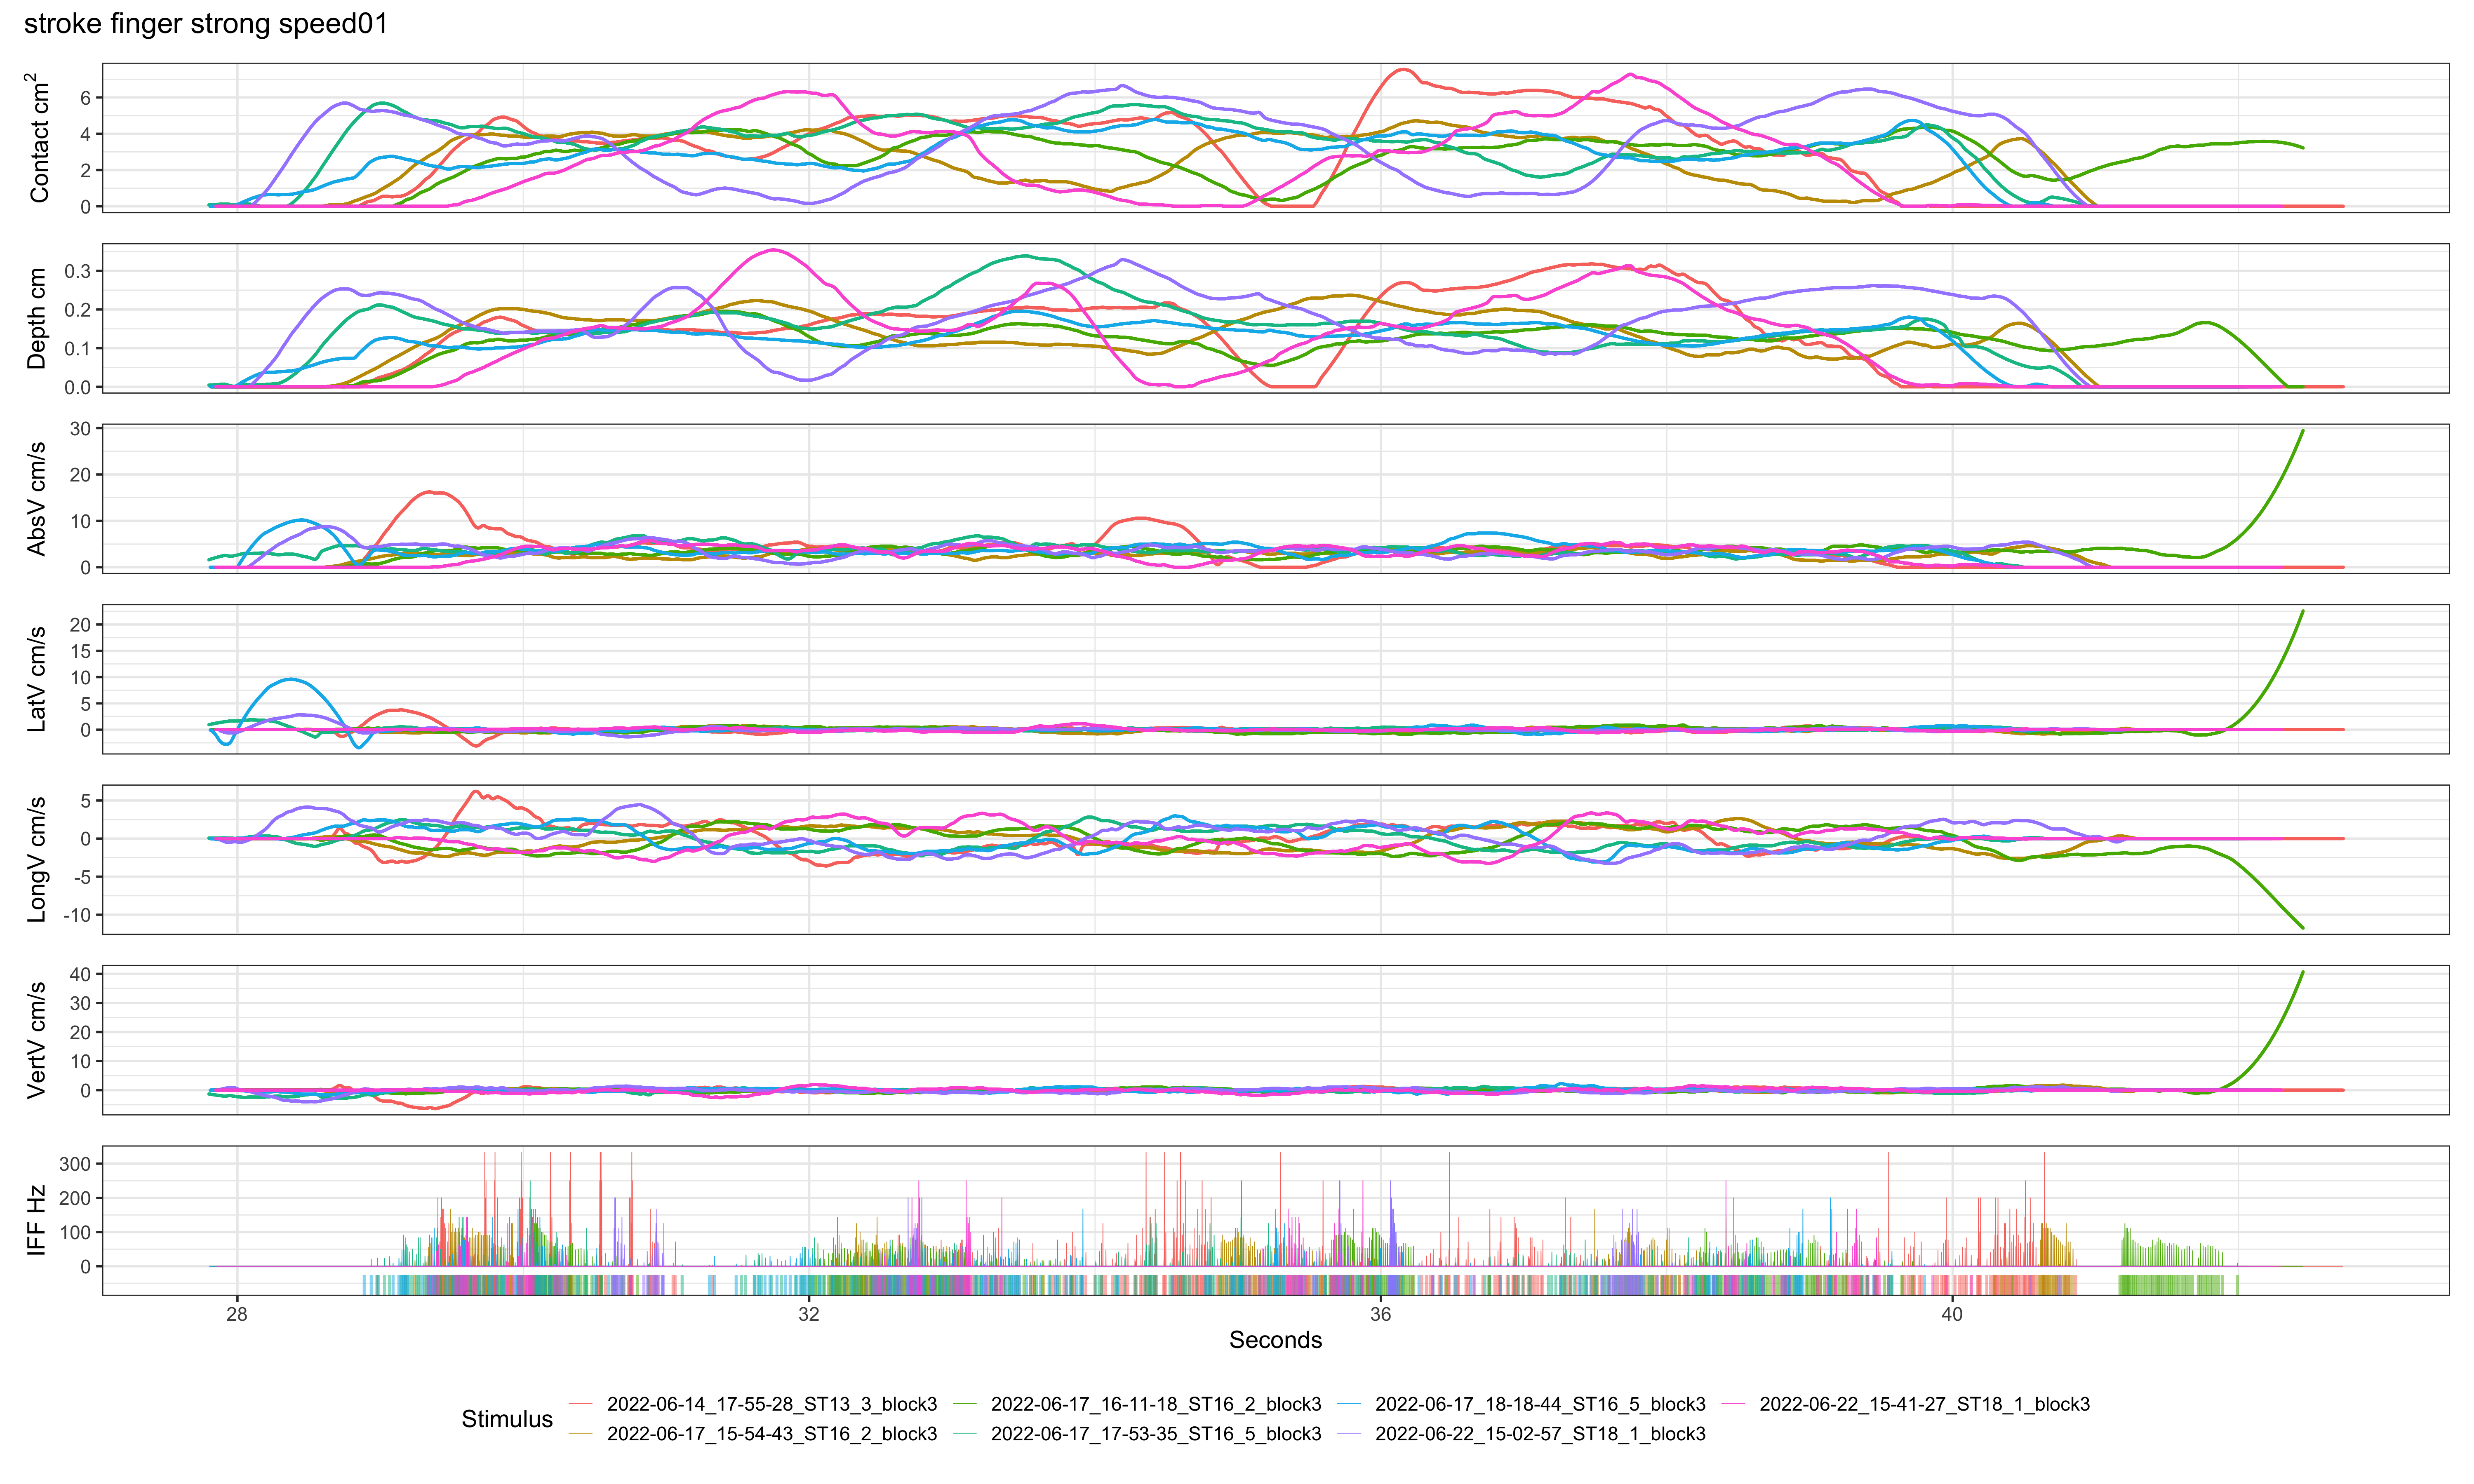 stroke finger strong speed01
Contact cm²
6
4
2
0
Depth cm
0.3
0.2
0.1
0.0
AbsV cm/s
30
20
10
0
LatV cm/s
20
15
10
5
0
LongV cm/s
5
0
-5
-10
VertV cm/s
40
30
20
10
0
IFF Hz
300
200
100
0
28 32 36 40
Seconds
Stimulus
2022-06-14_17-55-28_ST13_3_block3 2022-06-17_16-11-18_ST16_2_block3 2022-06-17_18-18-44_ST16_5_block3 2022-06-22_15-41-27_ST18_1_block3
2022-06-17_15-54-43_ST16_2_block3 2022-06-17_17-53-35_ST16_5_block3 2022-06-22_15-02-57_ST18_1_block3